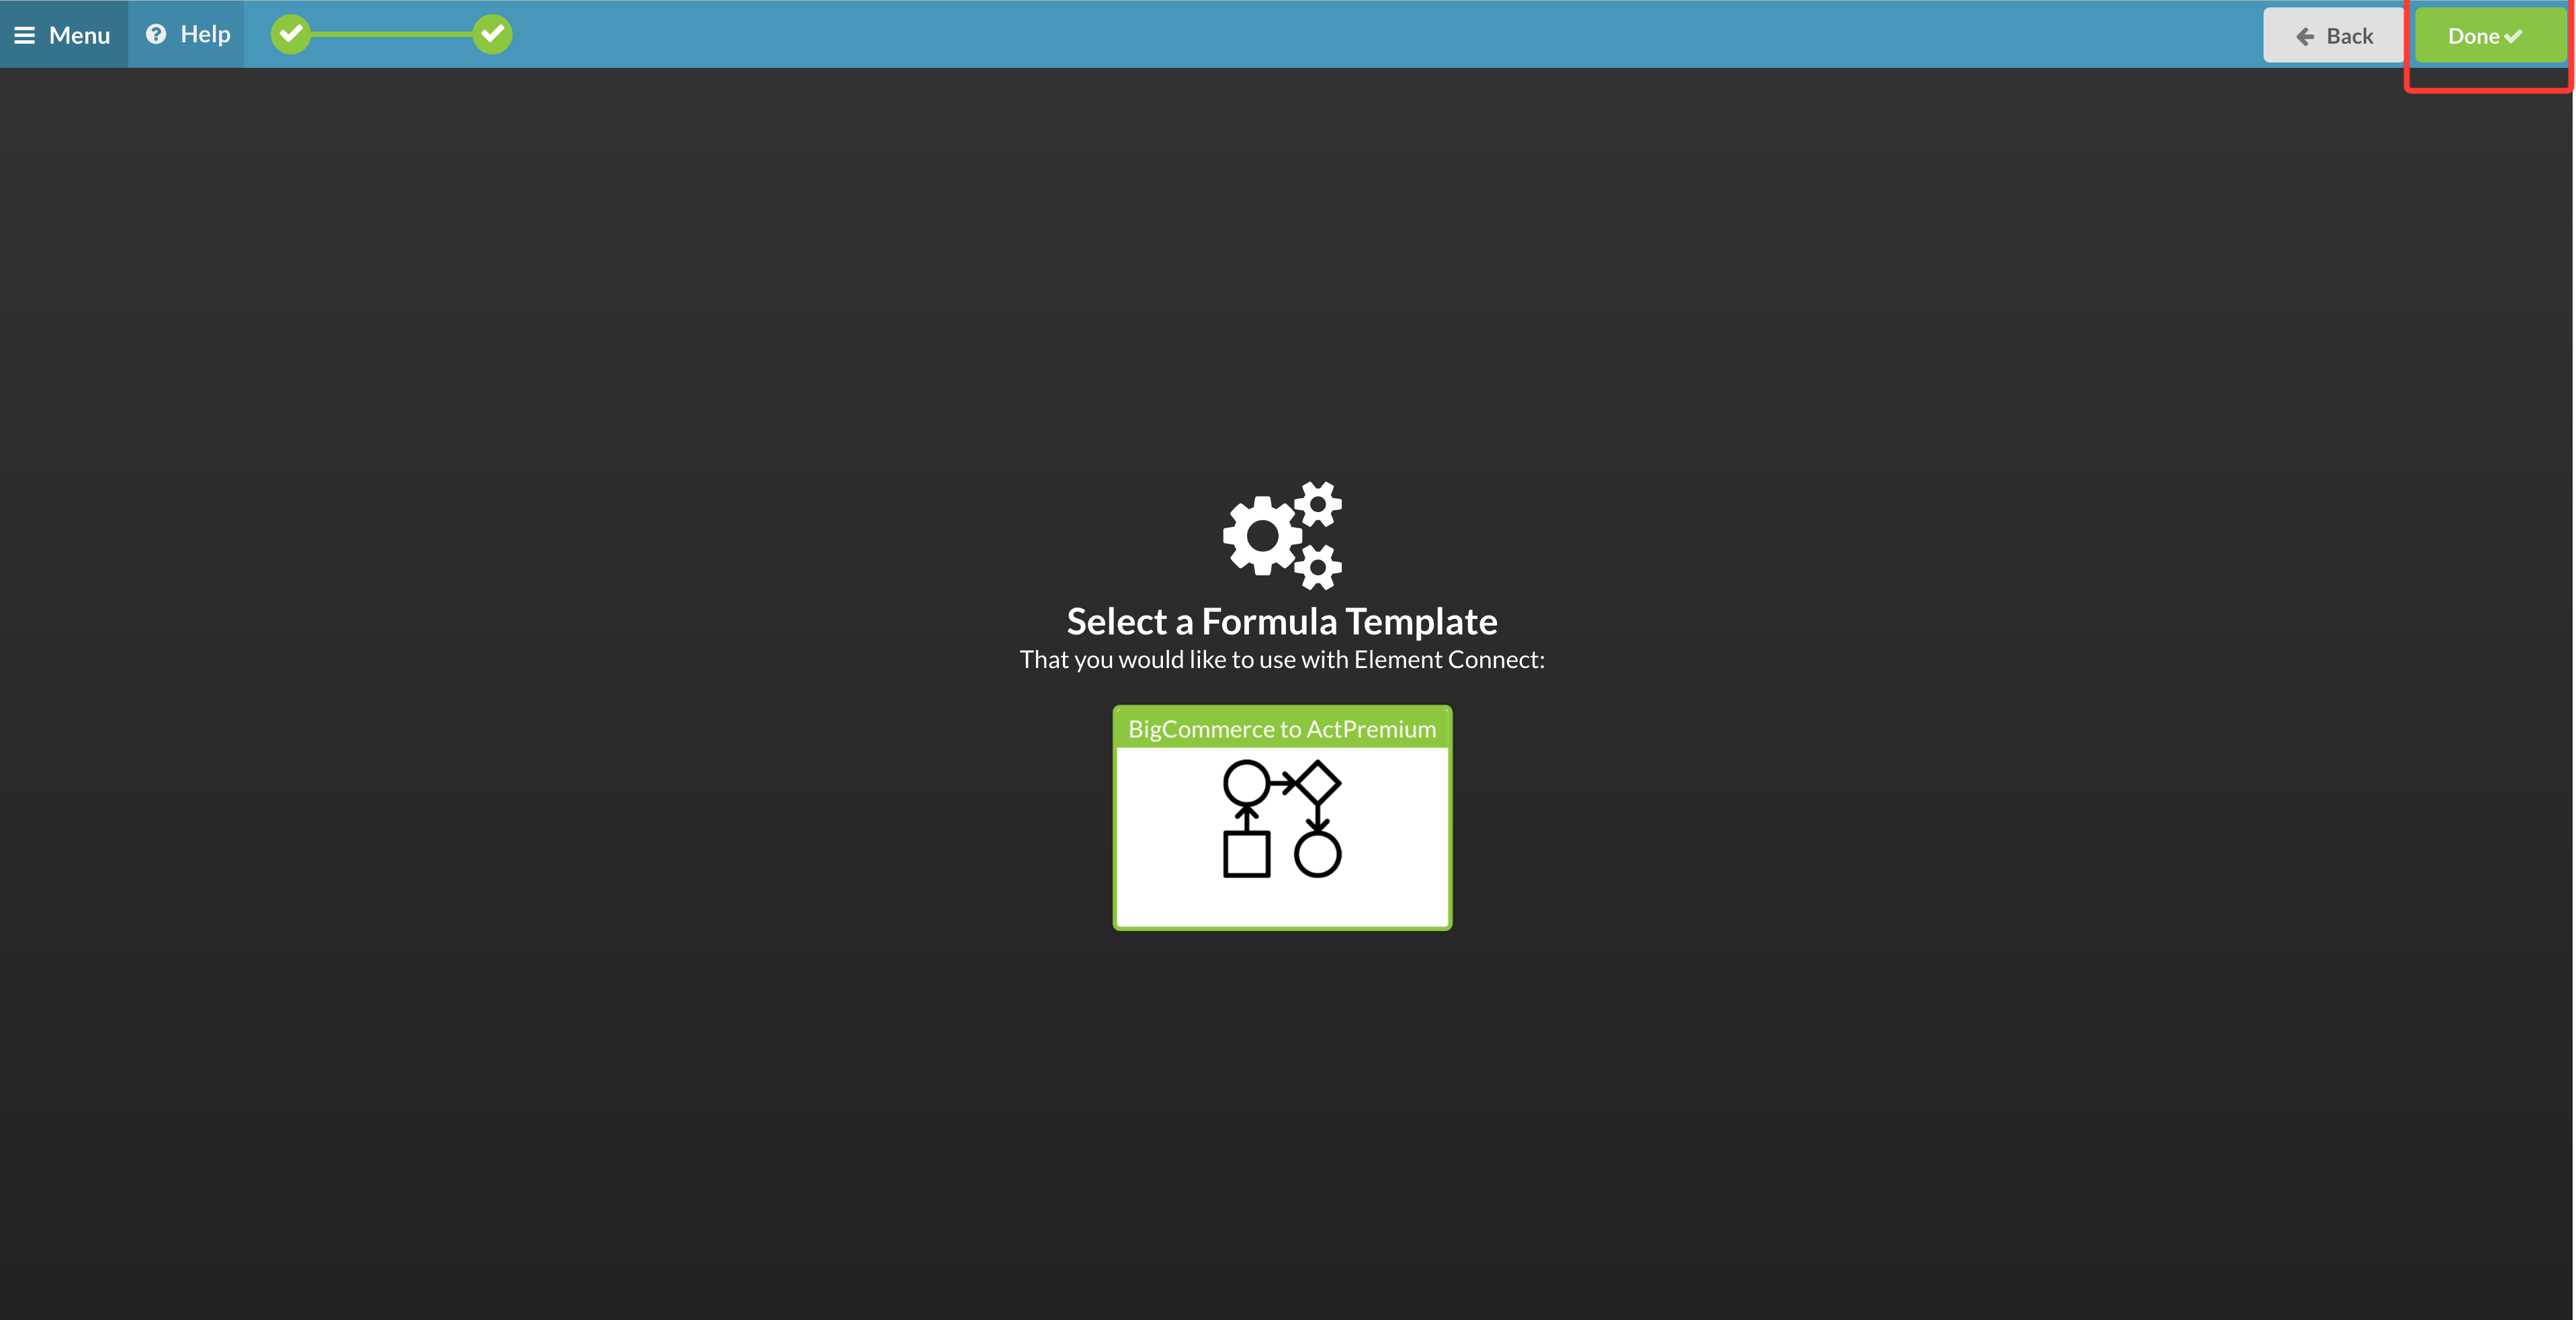 Menu
Help
Back
Done
Select a Formula Template
That you would like to use with Element Connect:
BigCommerce to ActPremium